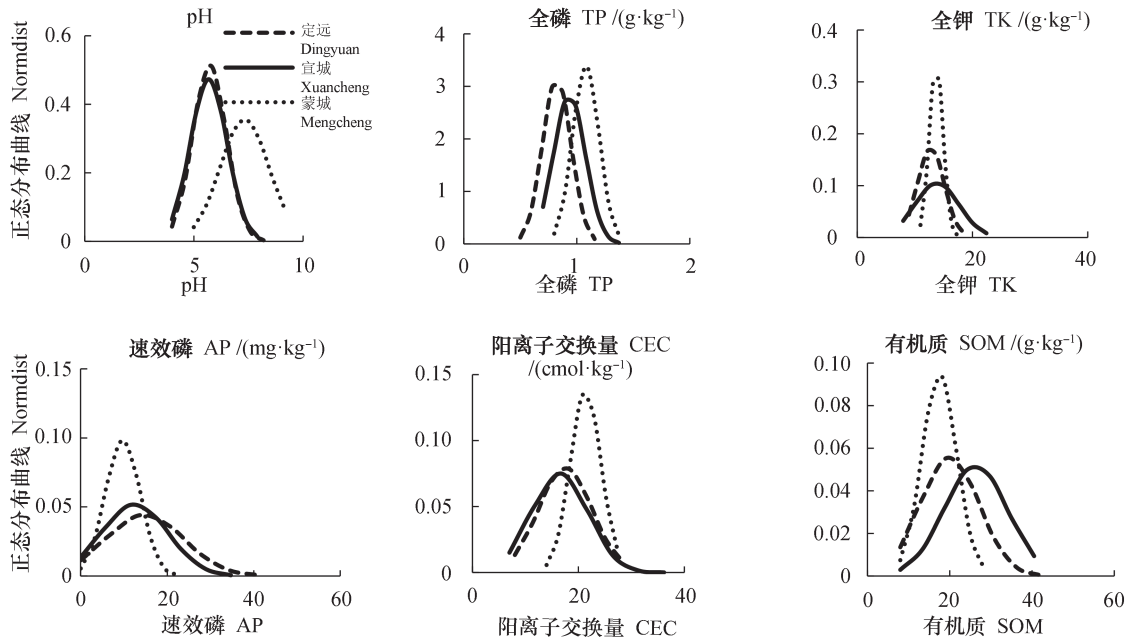 pH
定远
Dingyuan
宣城
Xuancheng
蒙城
Mengcheng
正态分布曲线 Normdist
0.6
0.4
0.2
0
0
5
10
pH
全磷 TP /(g·kg⁻¹)
4
3
2
1
0
0
1
2
全磷 TP
全钾 TK /(g·kg⁻¹)
0.4
0.3
0.2
0.1
0
0
20
40
全钾 TK
速效磷 AP /(mg·kg⁻¹)
正态分布曲线 Normdist
0.15
0.10
0.05
0
0
20
40
60
速效磷 AP
阳离子交换量 CEC
/(cmol·kg⁻¹)
0.15
0.10
0.05
0
0
20
40
阳离子交换量 CEC
有机质 SOM /(g·kg⁻¹)
0.10
0.08
0.06
0.04
0.02
0
0
20
40
60
有机质 SOM